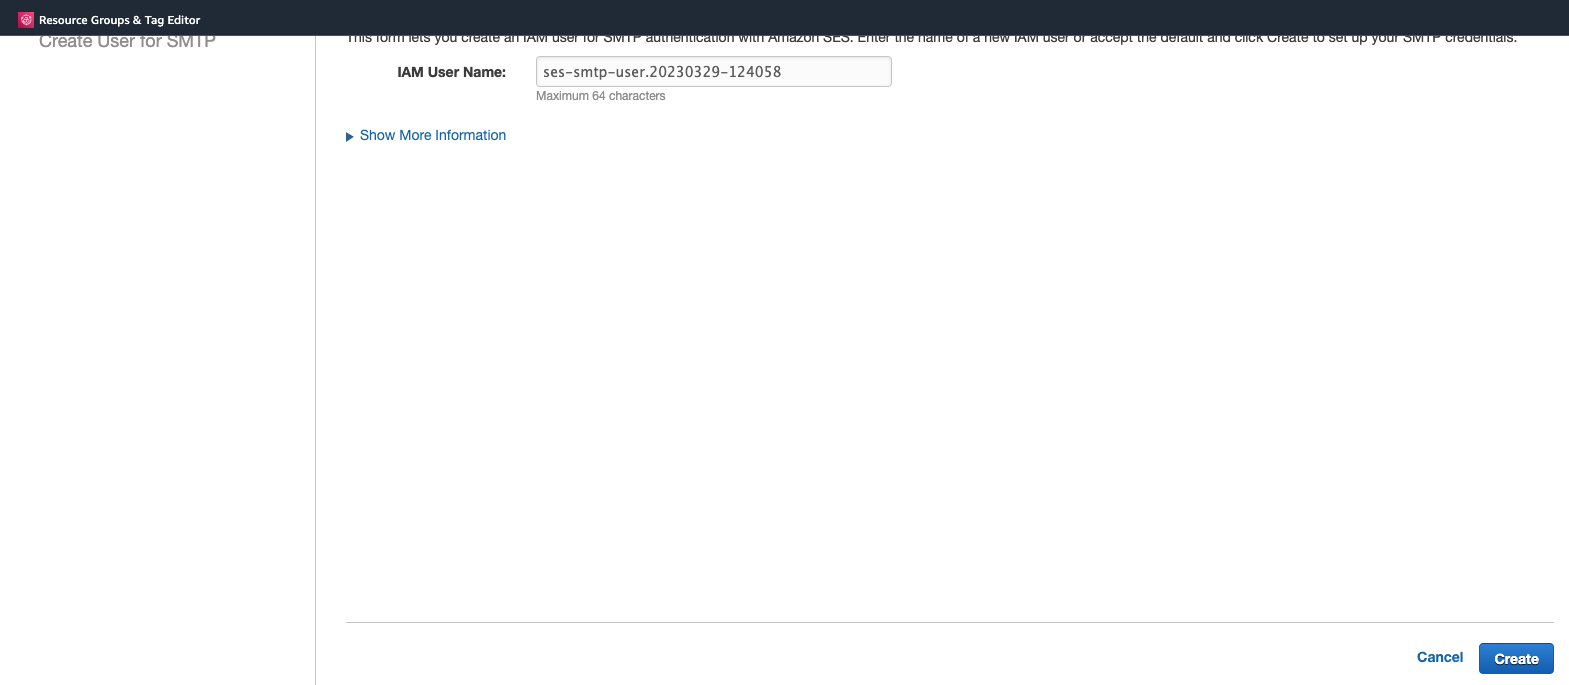 Resource Groups & Tag Editor
Create User for SMTP
This form lets you create an IAM user for SMTP authentication with Amazon SES. Enter the name of a new IAM user or accept the default and click Create to set up your SMTP credentials.
IAM User Name: ses-smtp-user.20230329-124058
Maximum 64 characters
Show More Information
Cancel Create